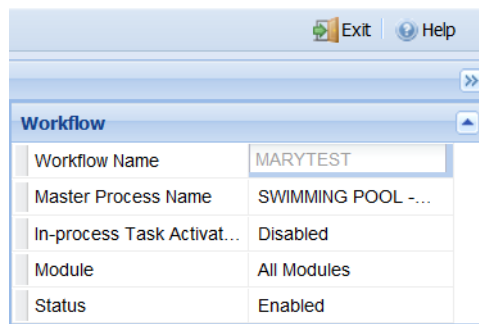 Exit Help
Workflow
Workflow Name MARYTEST
Master Process Name SWIMMING POOL -...
In-process Task Activat... Disabled
Module All Modules
Status Enabled